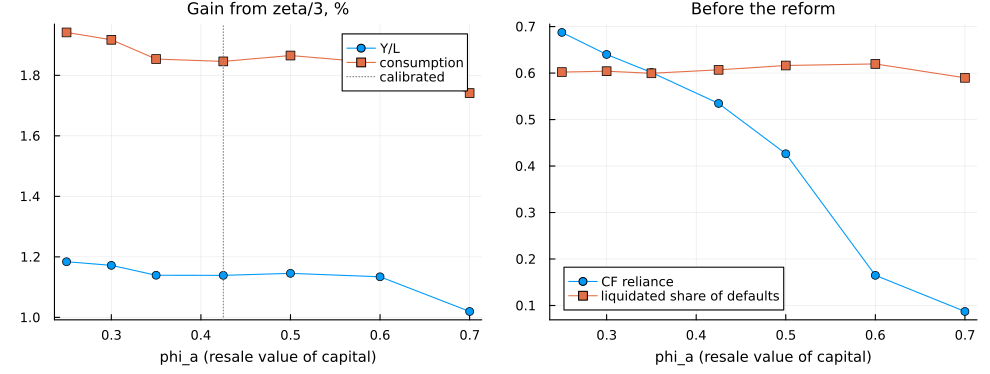 Gain from zeta/3, %
1.8
1.6
1.4
1.2
1.0
Y/L
consumption
calibrated
0.3 0.4 0.5 0.6 0.7
phi_a (resale value of capital)
Before the reform
0.7
0.6
0.5
0.4
0.3
0.2
0.1
CF reliance
liquidated share of defaults
0.3 0.4 0.5 0.6 0.7
phi_a (resale value of capital)